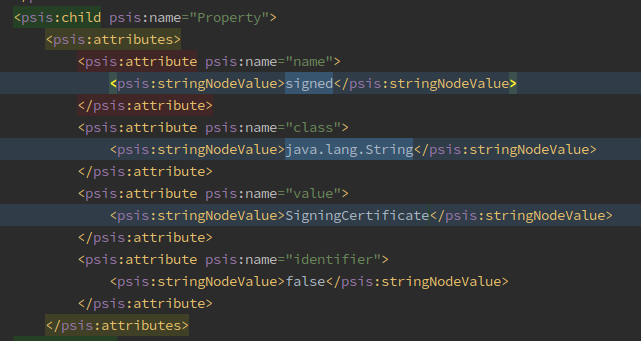 <psis:child psis:name="Property">
<psis:attributes>
<psis:attribute psis:name="name">
<psis:stringNodeValue>signed</psis:stringNodeValue>
</psis:attribute>
<psis:attribute psis:name="class">
<psis:stringNodeValue>java.lang.String</psis:stringNodeValue>
</psis:attribute>
<psis:attribute psis:name="value">
<psis:stringNodeValue>SigningCertificate</psis:stringNodeValue>
</psis:attribute>
<psis:attribute psis:name="identifier">
<psis:stringNodeValue>false</psis:stringNodeValue>
</psis:attribute>
</psis:attributes>